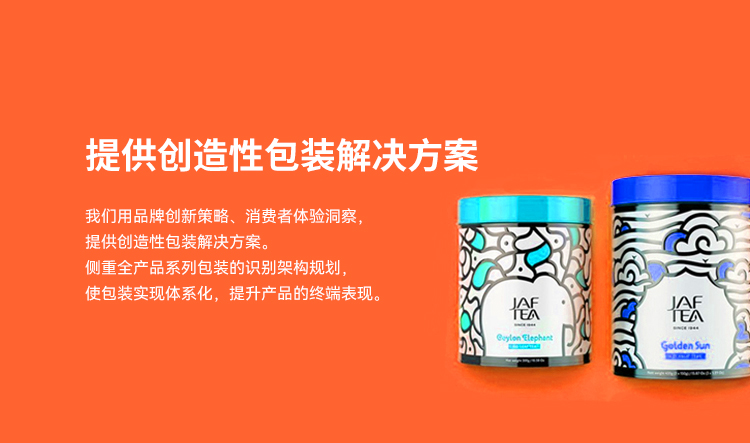 提供创造性包装解决方案
我们用品牌创新策略、消费者体验洞察，
提供创造性包装解决方案。
侧重全产品系列包装的识别架构规划，
使包装实现体系化，提升产品的终端表现。
JAF
TEA
SINCE 1944
Ceylon Elephant
JAF
TEA
SINCE 1944
Golden Sun